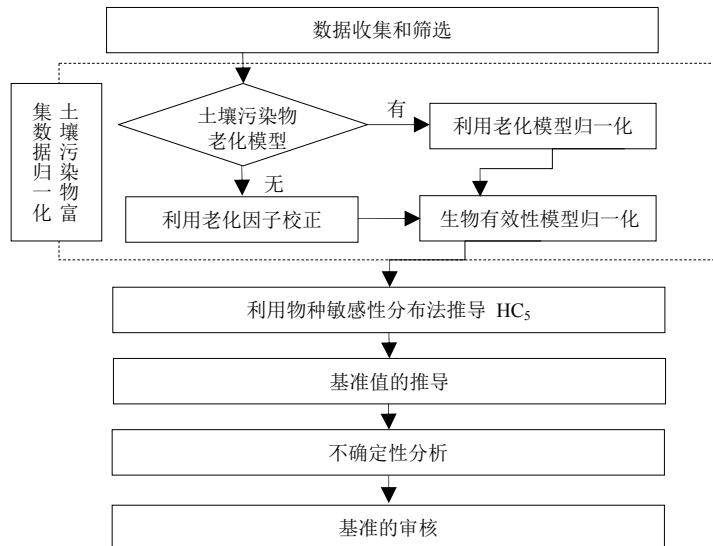 数据收集和筛选
土壤污染物富
集数据归一化
土壤污染物
老化模型
有
利用老化模型归一化
无
利用老化因子校正
生物有效性模型归一化
利用物种敏感性分布法推导 HC₅
基准值的推导
不确定性分析
基准的审核